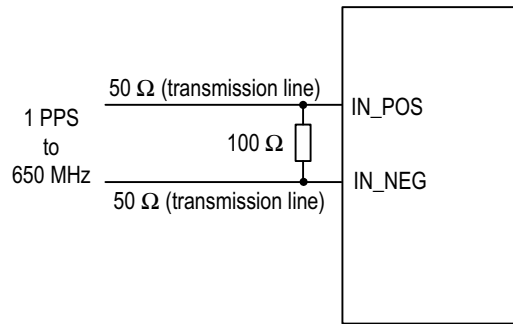 50 Ω (transmission line)
IN_POS
1 PPS
to
650 MHz
100 Ω
IN_NEG
50 Ω (transmission line)